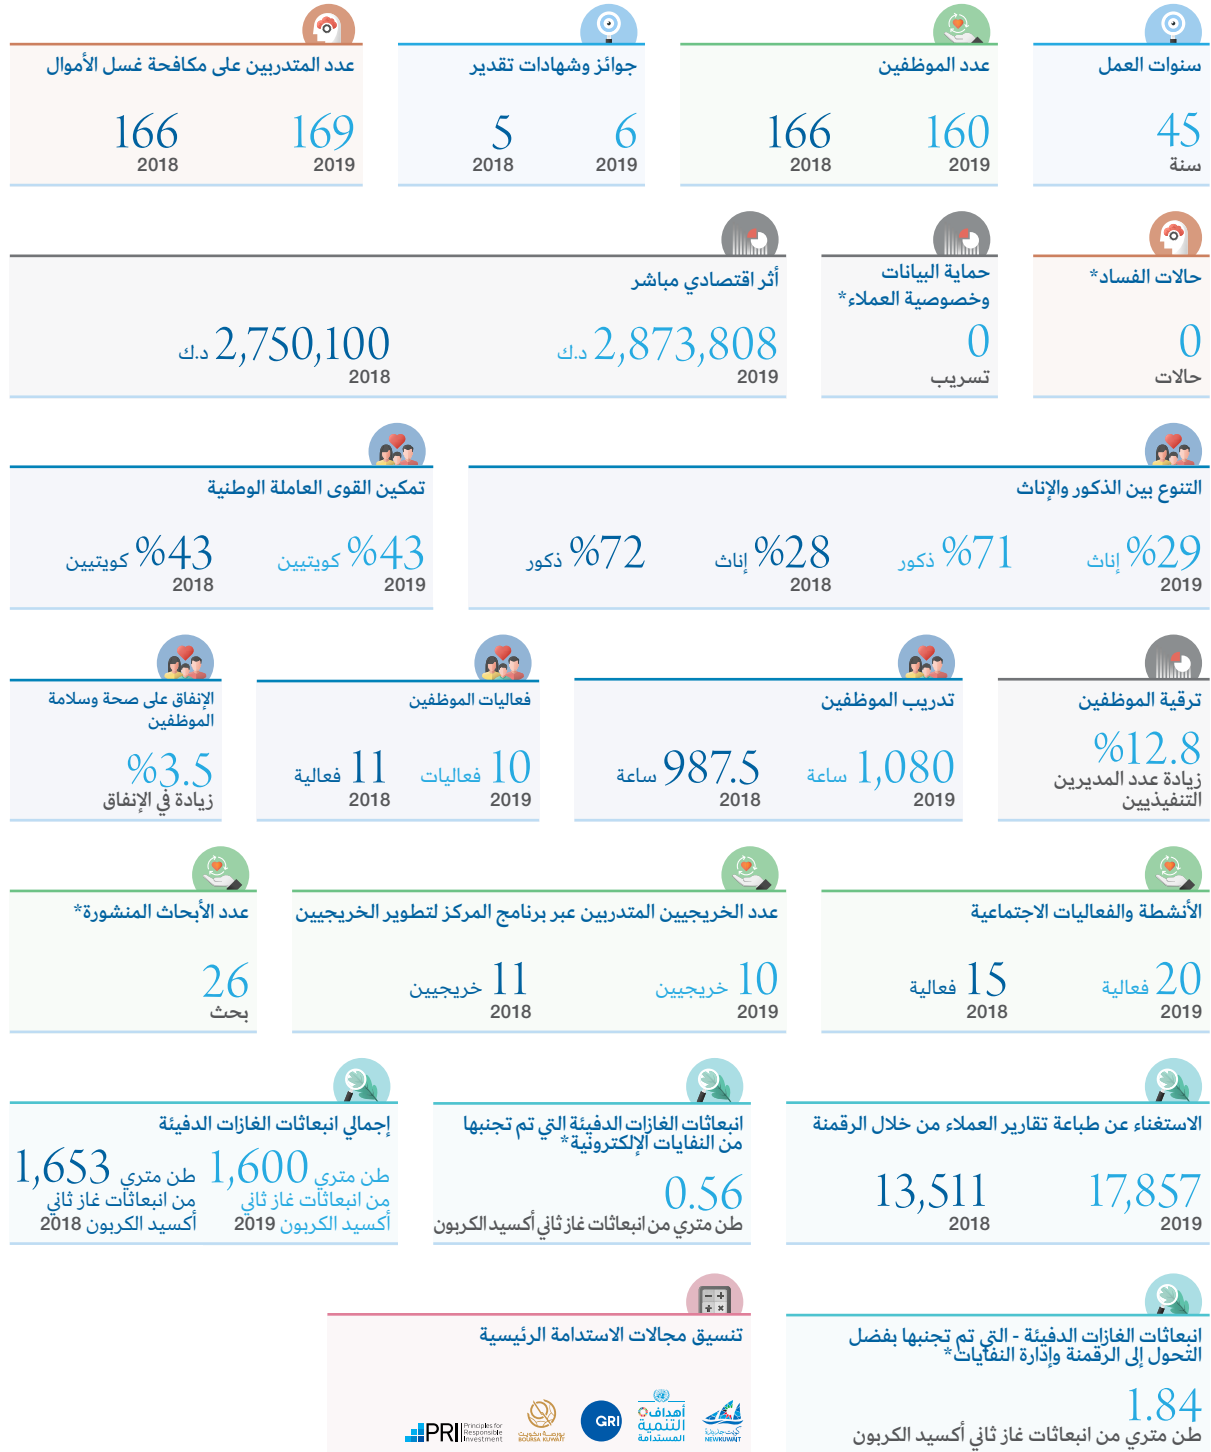 سنوات العمل
45
سنة
عدد الموظفين
160 166
2019 2018
جوائز وشهادات تقدير
6 5
2019 2018
عدد المتدربين على مكافحة غسل الأموال
169 166
2019 2018
حالات الفساد*
0
حالات
حماية البيانات
وخصوصية العملاء*
0
تسريب
أثر اقتصادي مباشر
2,873,808 د.ك 2,750,100 د.ك
2019 2018
التنوع بين الذكور والإناث
%29 إناث %71 ذكور %28 إناث %72 ذكور
2019 2018
تمكين القوى العاملة الوطنية
%43 كويتيين %43 كويتيين
2019 2018
ترقية الموظفين
%12.8
زيادة عدد المديرين
التنفيذيين
تدريب الموظفين
1,080 ساعة 987.5 ساعة
2019 2018
فعاليات الموظفين
10 فعاليات 11 فعالية
2019 2018
الإنفاق على صحة وسلامة
الموظفين
%3.5
زيادة في الإنفاق
الأنشطة والفعاليات الاجتماعية
20 فعالية 15 فعالية
2019 2018
عدد الخريجيين المتدربين عبر برنامج المركز لتطوير الخريجيين
10 خريجيين 11 خريجيين
2019 2018
عدد الأبحاث المنشورة*
26
بحث
الاستغناء عن طباعة تقارير العملاء من خلال الرقمنة
17,857 13,511
2019 2018
انبعاثات الغازات الدفيئة التي تم تجنبها
من النفايات الإلكترونية*
0.56
طن متري من انبعاثات غاز ثاني أكسيد الكربون
إجمالي انبعاثات الغازات الدفيئة
1,600 طن متري
من انبعاثات غاز ثاني
أكسيد الكربون 2019
1,653 طن متري
من انبعاثات غاز ثاني
أكسيد الكربون 2018
انبعاثات الغازات الدفيئة - التي تم تجنبها بفضل
التحول إلى الرقمنة وإدارة النفايات*
1.84
طن متري من انبعاثات غاز ثاني أكسيد الكربون
تنسيق مجالات الاستدامة الرئيسية
NEWKUWAIT
أهداف
التنمية
المستدامة
GRI
بورصة الكويت
BOURSA KUWAIT
PRI Principles for
Responsible
Investment